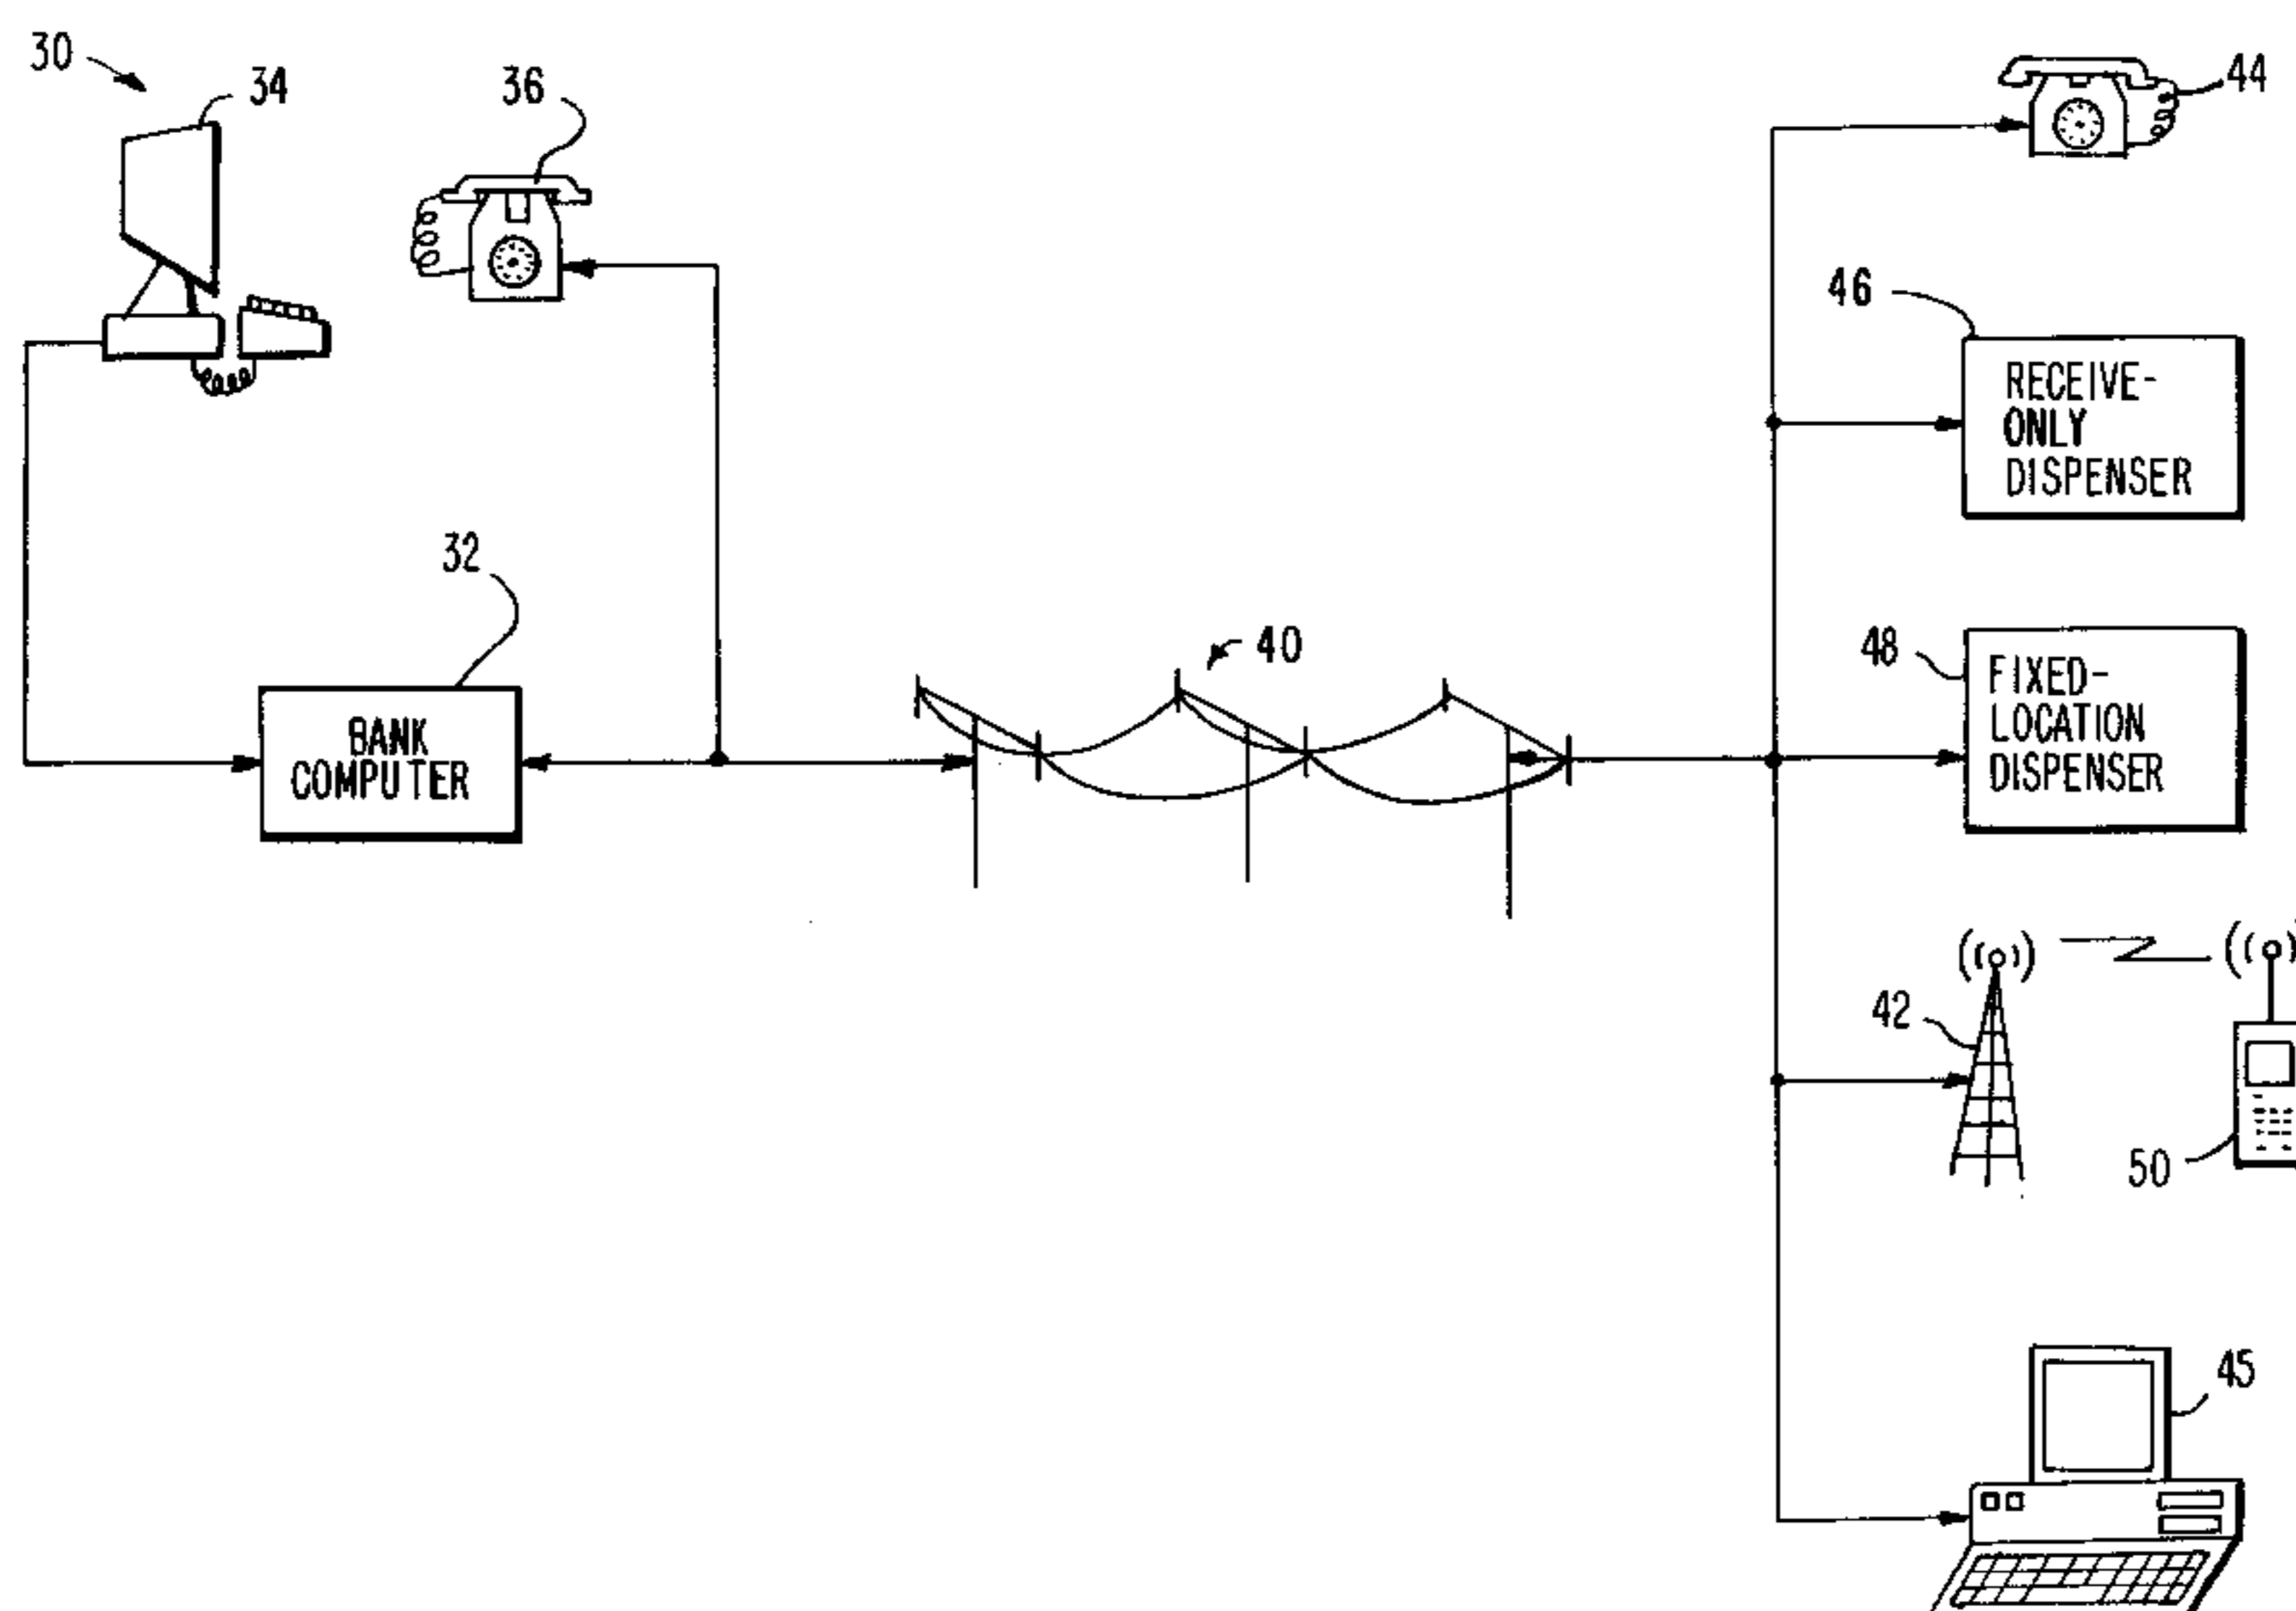 30
34
36
44
46
RECEIVE-
ONLY
DISPENSER
32
40
48
FIXED-
LOCATION
DISPENSER
BANK
COMPUTER
42
50
45